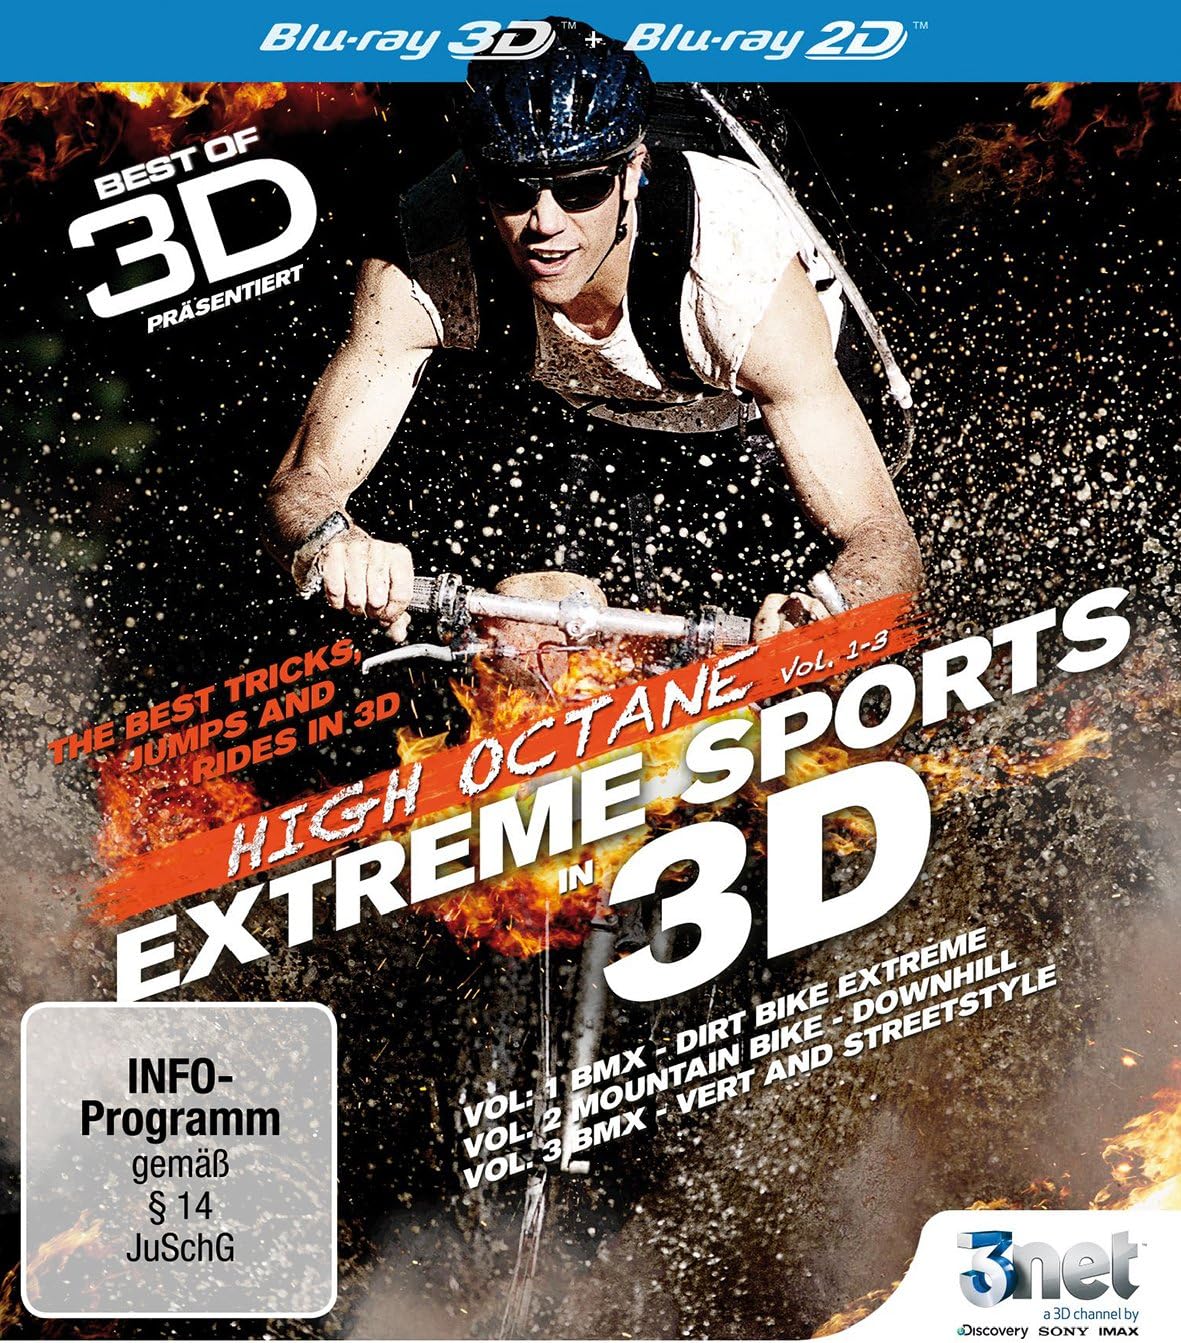 Blu-ray 3D™ + Blu-ray 2D™
BEST OF
3D
PRÄSENTIERT
THE BEST TRICKS,
JUMPS AND
RIDES IN 3D
HIGH OCTANE Vol. 1-3
EXTREME SPORTS
IN 3D
VOL: 1 BMX - DIRT BIKE EXTREME
VOL. 2 MOUNTAIN BIKE - DOWNHILL
VOL. 3 BMX - VERT AND STREETSTYLE
INFO-
Programm
gemäß
§ 14
JuSchG
3net™
a 3D channel by
Discovery SONY IMAX